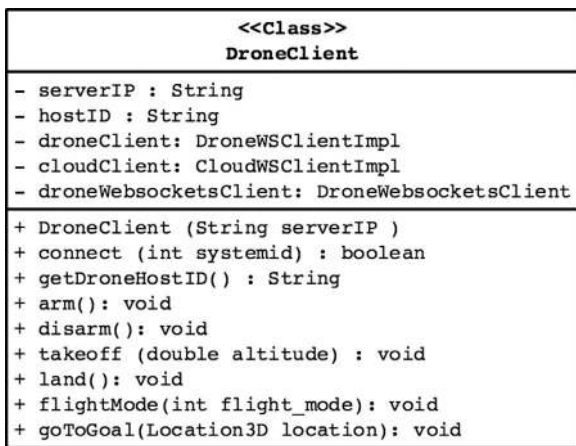 <<Class>>
DroneClient
- serverIP : String
- hostID : String
- droneClient: DroneWSClientImpl
- cloudClient: CloudWSClientImpl
- droneWebsocketsClient: DroneWebsocketsClient
+ DroneClient (String serverIP )
+ connect (int systemid) : boolean
+ getDroneHostID() : String
+ arm(): void
+ disarm(): void
+ takeoff (double altitude) : void
+ land(): void
+ flightMode(int flight_mode): void
+ goToGoal(Location3D location): void